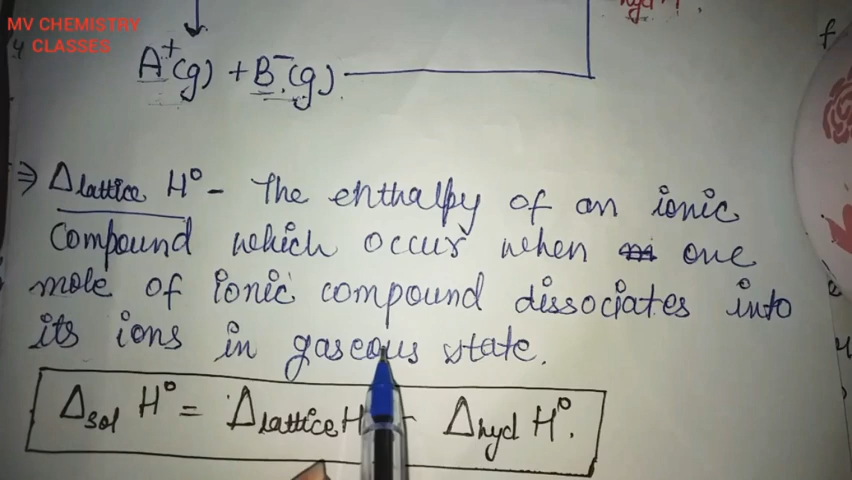 MV CHEMISTRY
CLASSES
A⁺(g) + B⁻(g)
⇒ Δlattice H° - The enthalpy of an ionic
Compound which occur when one
mole of ionic compound dissociates into
its ions in gaseous state.
Δsol H° = Δlattice H Δhyd H°.